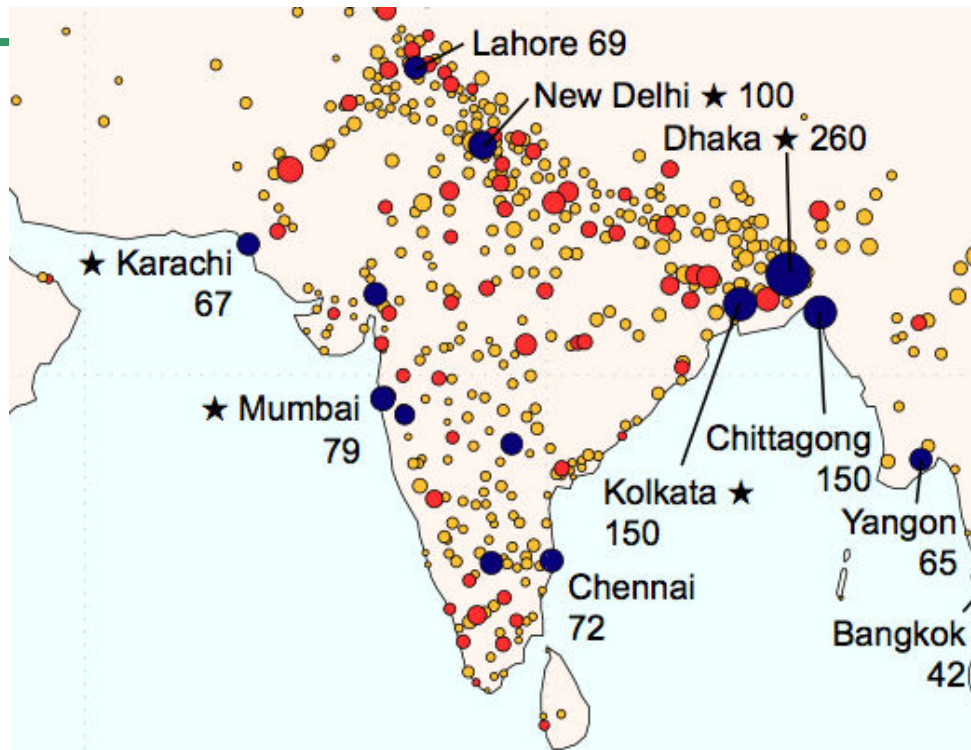 Lahore 69
New Delhi ★ 100
Dhaka ★ 260
★ Karachi
67
★ Mumbai
79
Chittagong
150
Kolkata ★
150
Yangon
65
Chennai
72
Bangkok
42